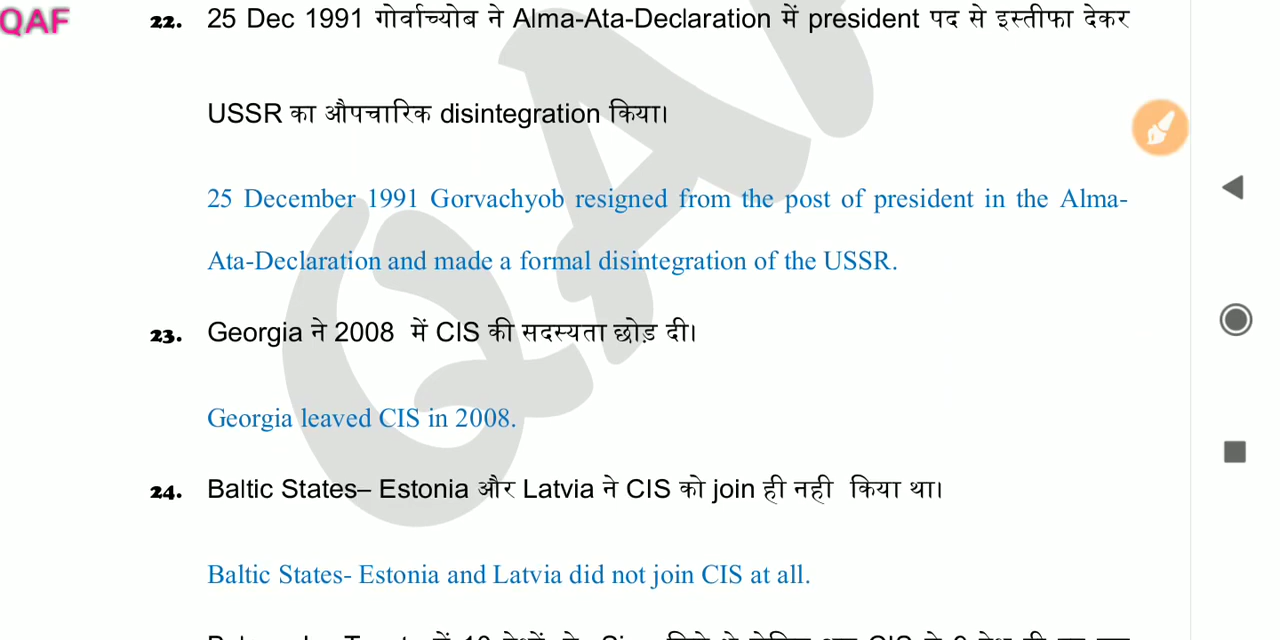 QAF
22. 25 Dec 1991 गोर्वाच्योब ने Alma-Ata-Declaration में president पद से इस्तीफा देकर
USSR का औपचारिक disintegration किया।
25 December 1991 Gorvachyob resigned from the post of president in the Alma-
Ata-Declaration and made a formal disintegration of the USSR.
23. Georgia ने 2008 में CIS की सदस्यता छोड़ दी।
Georgia leaved CIS in 2008.
24. Baltic States– Estonia और Latvia ने CIS को join ही नही किया था।
Baltic States- Estonia and Latvia did not join CIS at all.